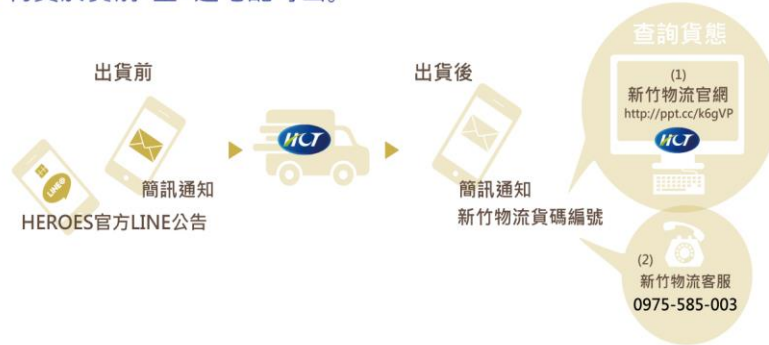 出貨前
簡訊通知
HEROES官方LINE公告
LINE@
HCT
出貨後
簡訊通知
新竹物流貨碼編號
查詢貨態
(1)
新竹物流官網
http://ppt.cc/k6gVP
HCT
(2)
新竹物流客服
0975-585-003